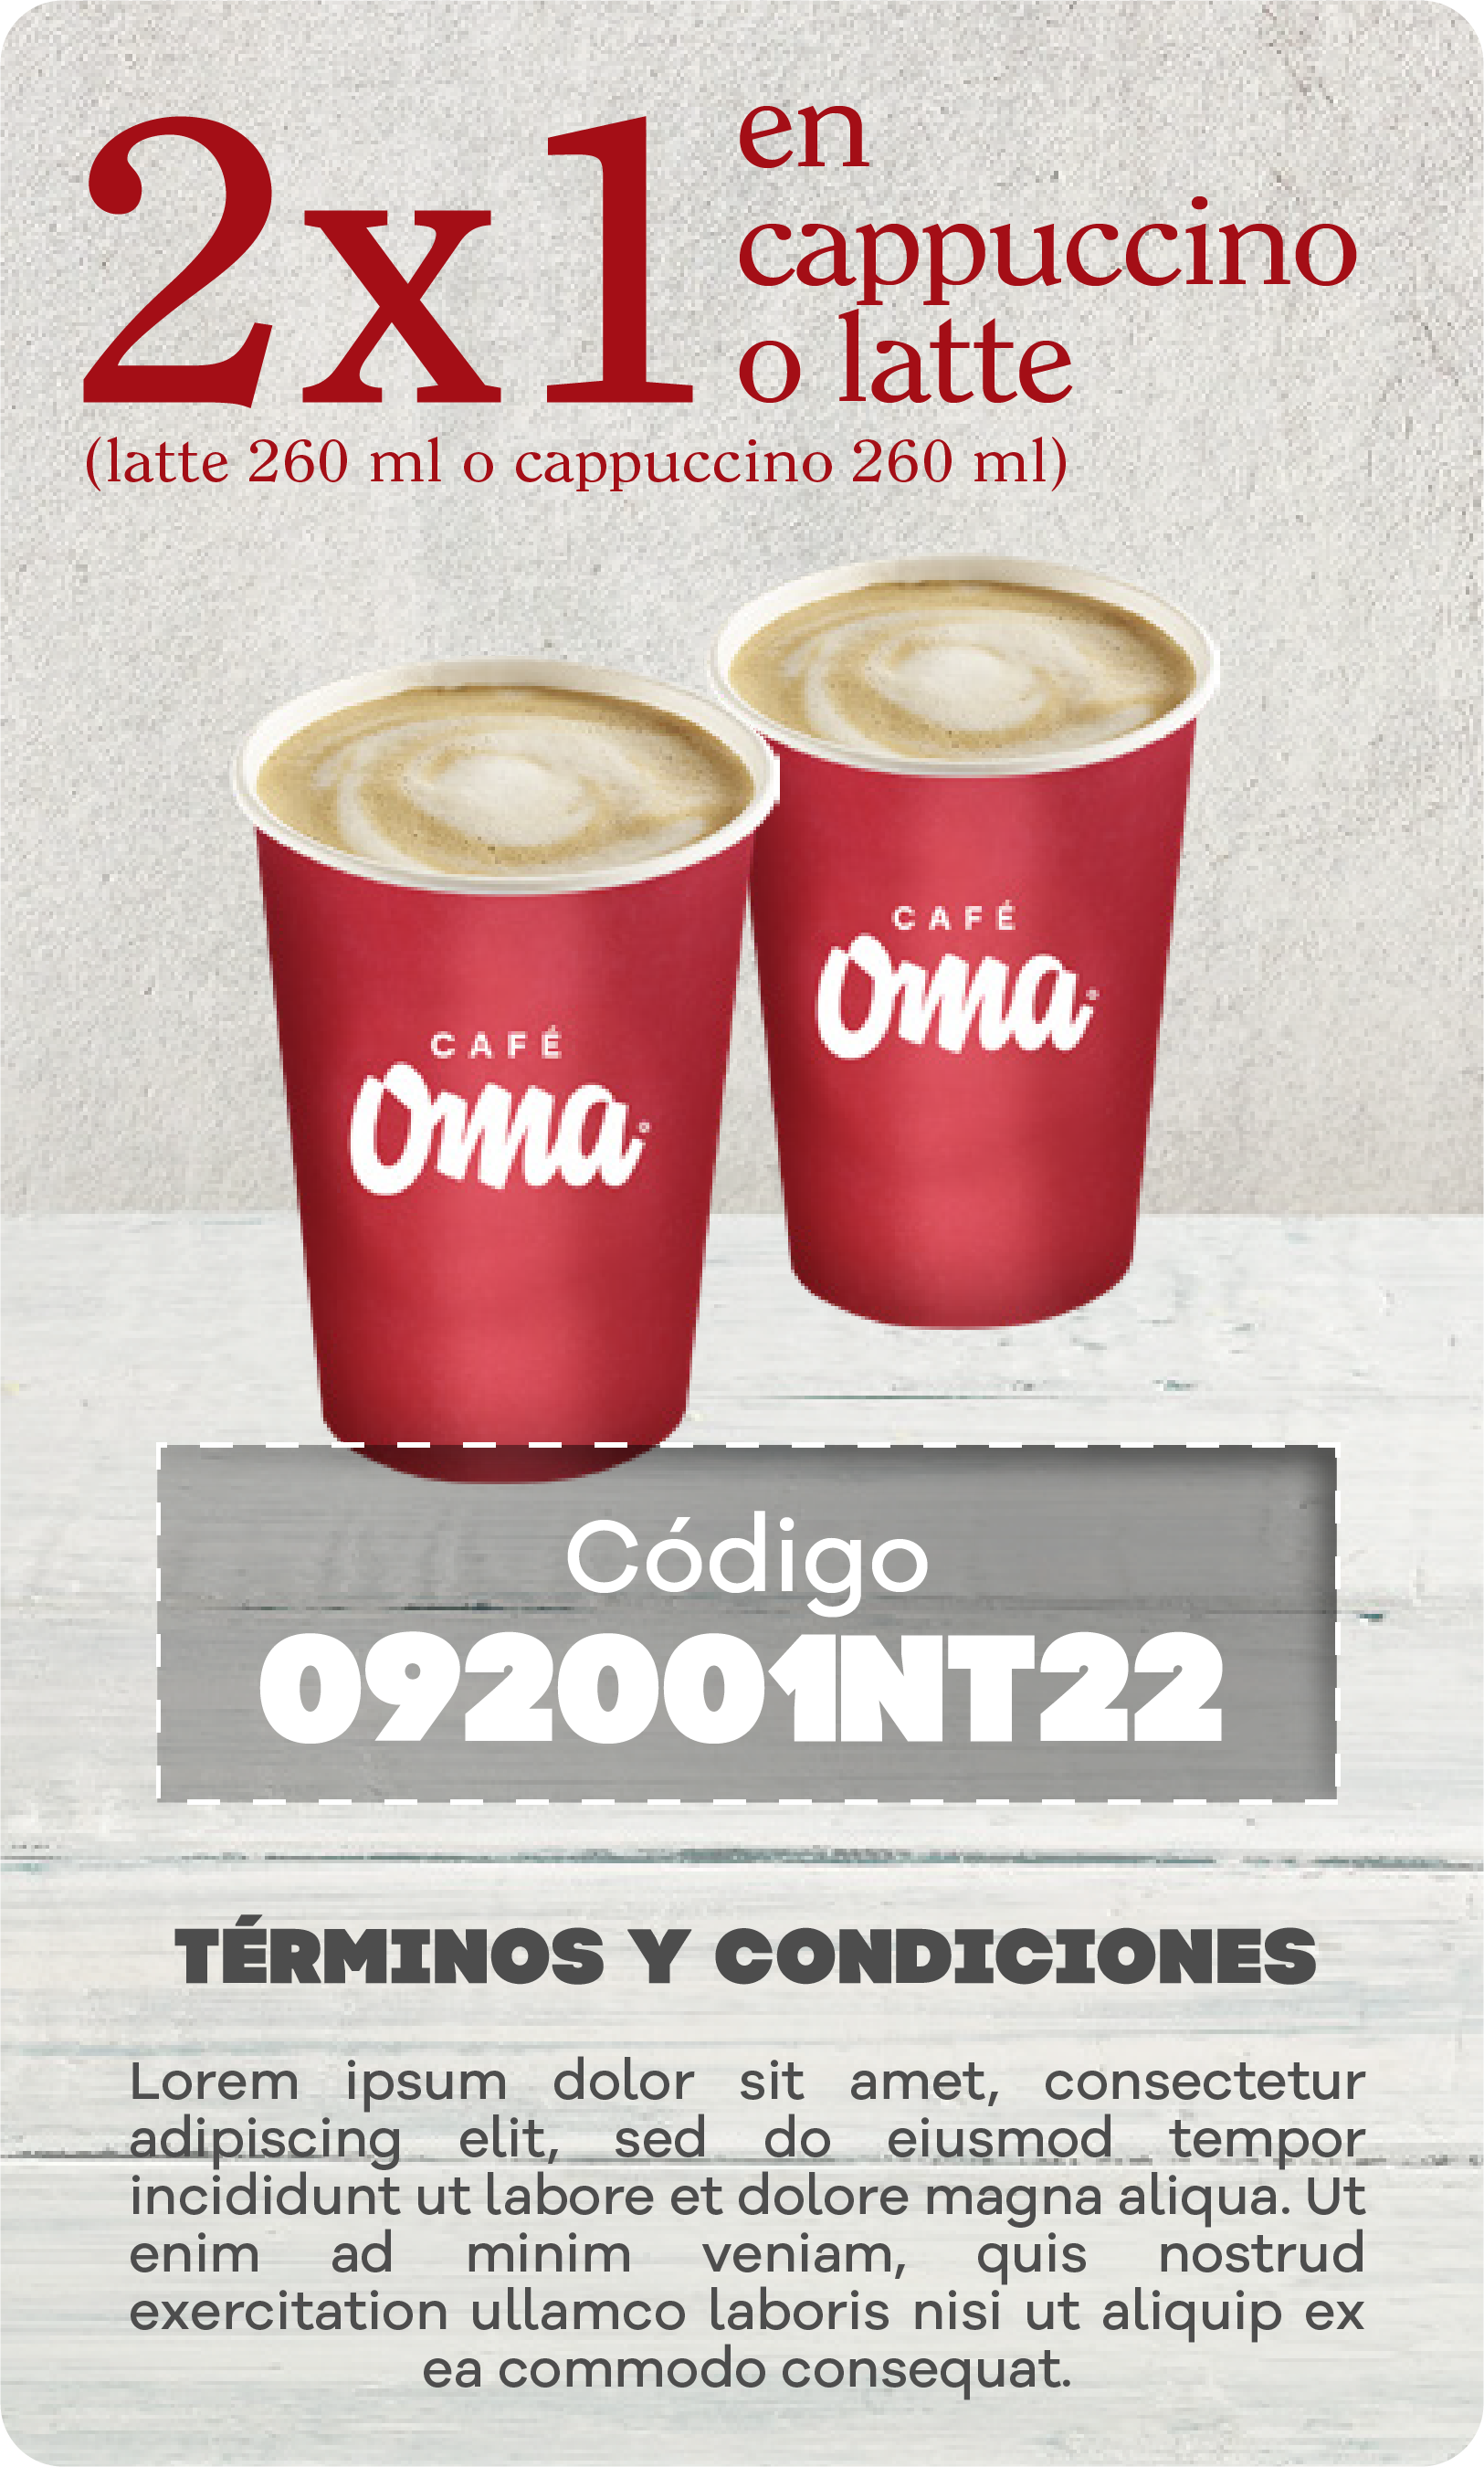 2x1 en
cappuccino
o latte
(latte 260 ml o cappuccino 260 ml)
CAFÉ
Oma
CAFÉ
Oma
Código
092001NT22
TÉRMINOS Y CONDICIONES
Lorem ipsum dolor sit amet, consectetur
adipiscing elit, sed do eiusmod tempor
incididunt ut labore et dolore magna aliqua. Ut
enim ad minim veniam, quis nostrud
exercitation ullamco laboris nisi ut aliquip ex
ea commodo consequat.